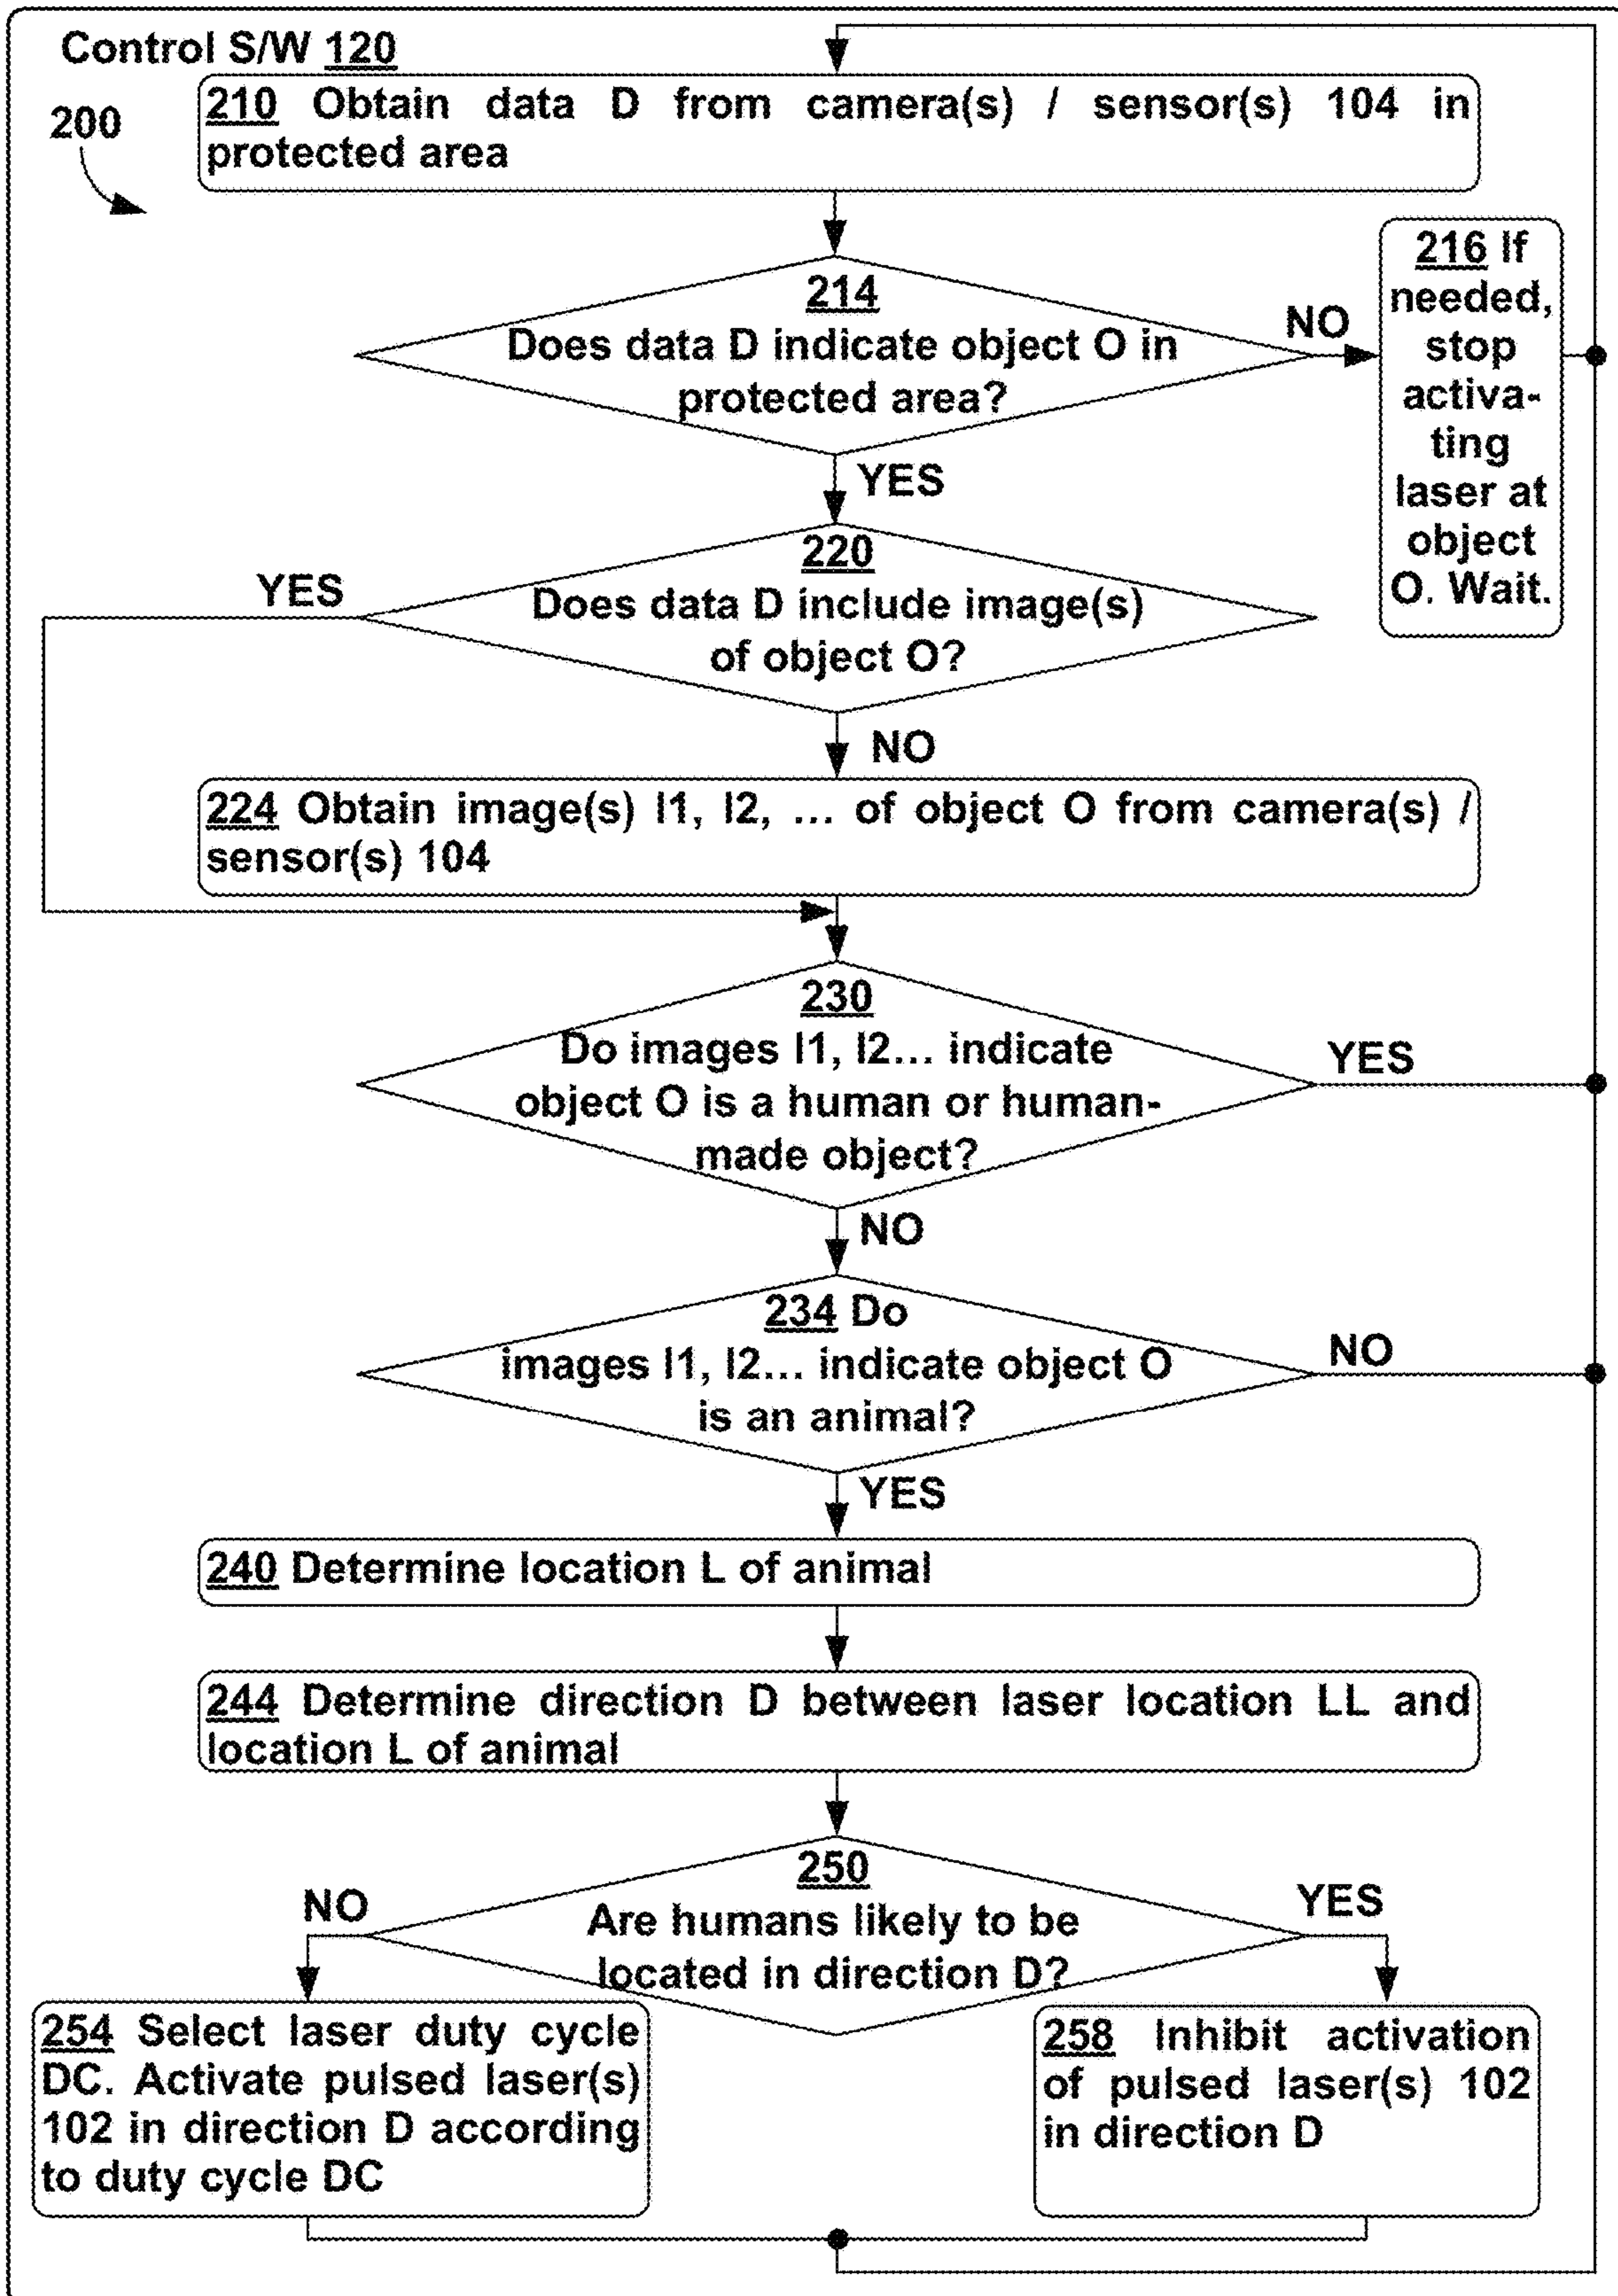 Control S/W 120
200
210 Obtain data D from camera(s) / sensor(s) 104 in
protected area
214
Does data D indicate object O in
protected area?
NO
216 If
needed,
stop
activa-
ting
laser at
object
O. Wait.
YES
220
Does data D include image(s)
of object O?
YES
NO
224 Obtain image(s) I1, I2, … of object O from camera(s) /
sensor(s) 104
230
Do images I1, I2… indicate
object O is a human or human-
made object?
YES
NO
234 Do
images I1, I2… indicate object O
is an animal?
NO
YES
240 Determine location L of animal
244 Determine direction D between laser location LL and
location L of animal
250
Are humans likely to be
located in direction D?
NO
YES
254 Select laser duty cycle
DC. Activate pulsed laser(s)
102 in direction D according
to duty cycle DC
258 Inhibit activation
of pulsed laser(s) 102
in direction D